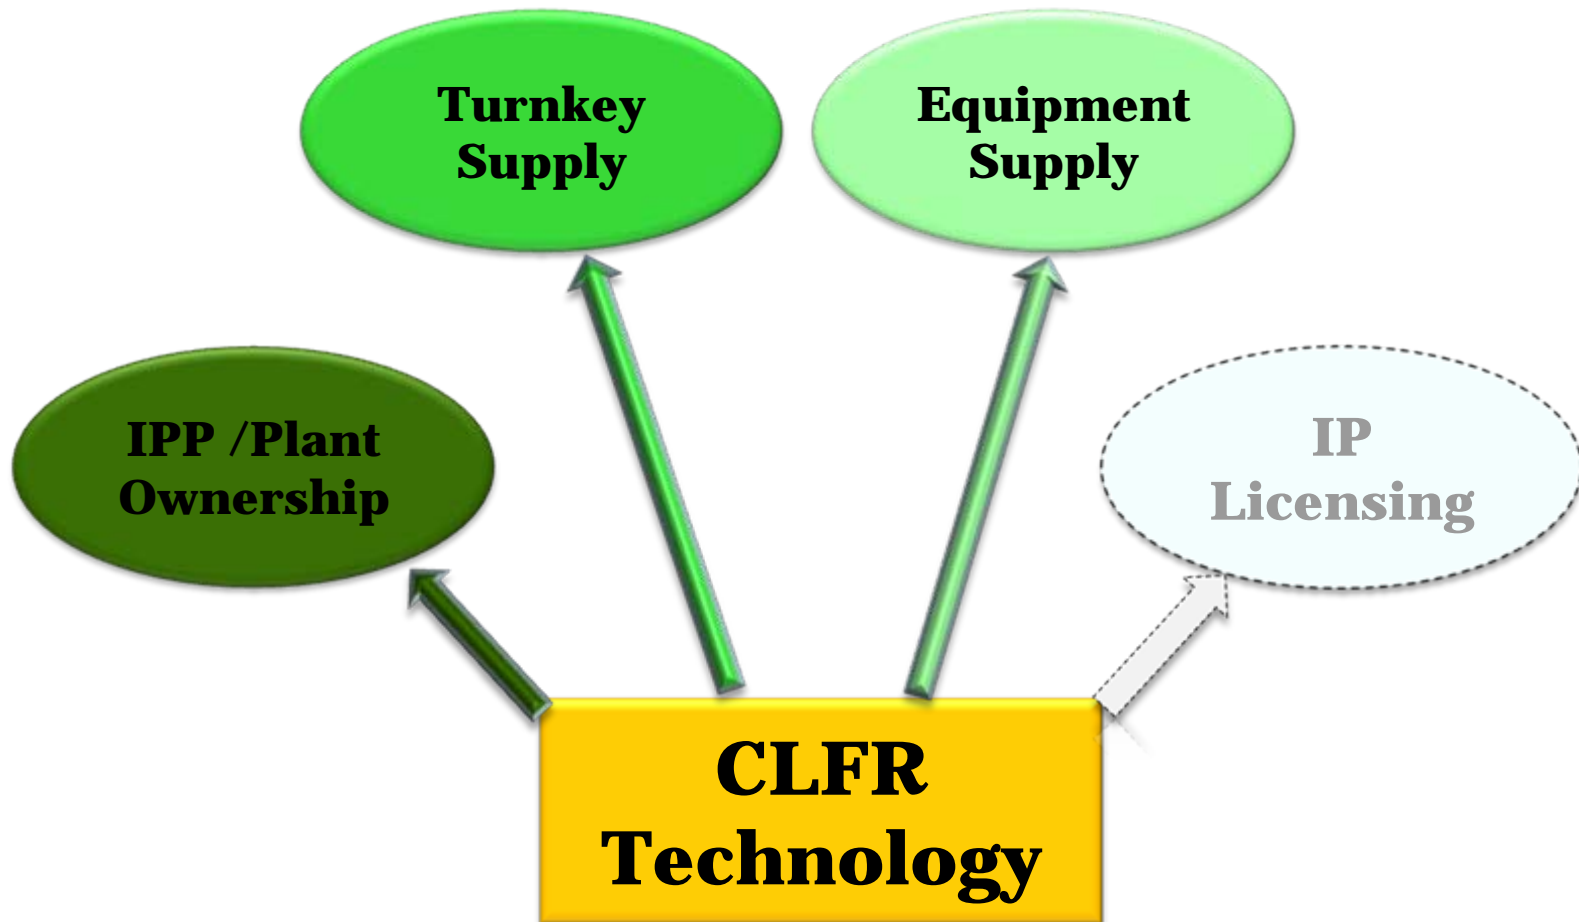 Turnkey
Supply
Equipment
Supply
IPP /Plant
Ownership
IP
Licensing
CLFR
Technology